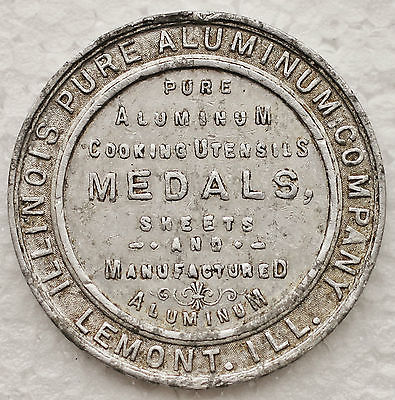 ILLINOIS PURE ALUMINUM COMPANY
LEMONT. ILL.
PURE
ALUMINUM
COOKING UTENSILS
MEDALS,
SHEETS
AND
MANUFACTURED
ALUMINUM